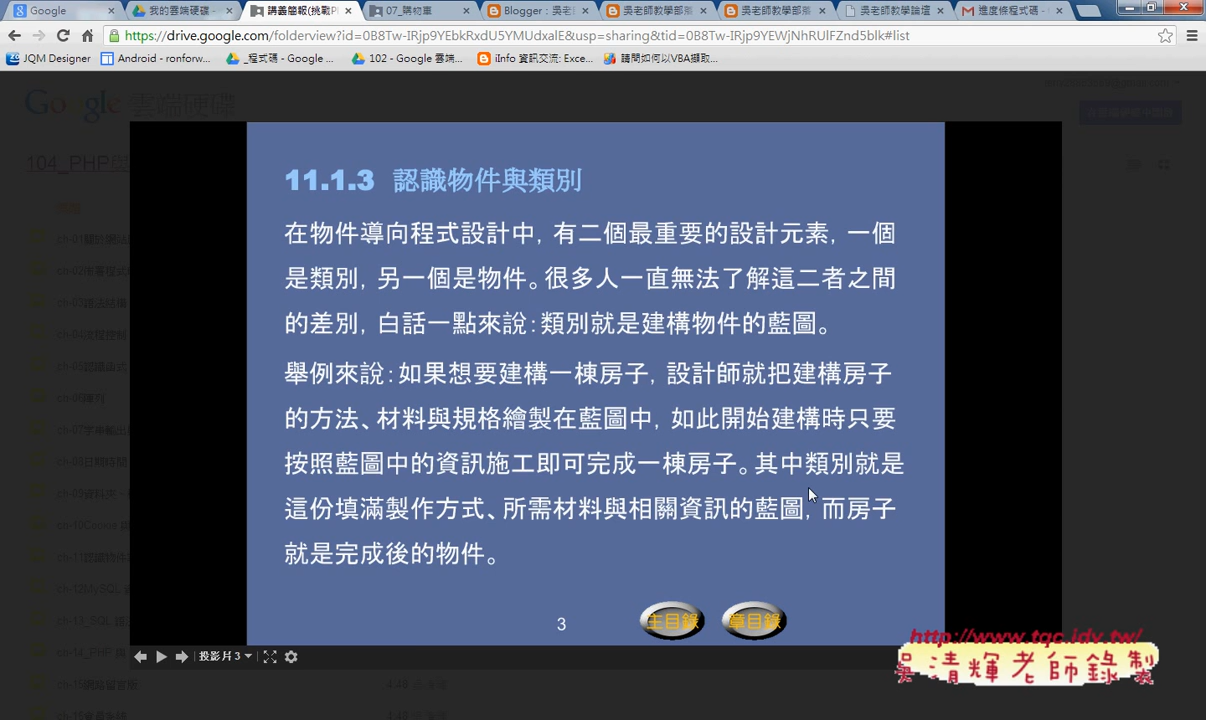 Google
我的雲端硬碟 -
講義簡報(挑戰P
07_購物車
Blogger：吳老
吳老師教學部落
吳老師教學部落
吳老師教學論壇
進度條程式碼 -
https://drive.google.com/folderview?id=0B8Tw-IRjp9YEbkRxdU5YMUdxalE&usp=sharing&tid=0B8Tw-IRjp9YEWjNhRUlFZnd5blk#list
JQM Designer
Android - ronforw...
_程式碼 - Google ...
102 - Google 雲端...
iInfo 資訊交流: Exce...
請問如何以VBA擷取...
Google 雲端硬碟
104_PHP
11.1.3 認識物件與類別
在物件導向程式設計中，有二個最重要的設計元素，一個
是類別，另一個是物件。很多人一直無法了解這二者之間
的差別，白話一點來說：類別就是建構物件的藍圖。
舉例來說：如果想要建構一棟房子，設計師就把建構房子
的方法、材料與規格繪製在藍圖中，如此開始建構時只要
按照藍圖中的資訊施工即可完成一棟房子。其中類別就是
這份填滿製作方式、所需材料與相關資訊的藍圖，而房子
就是完成後的物件。
3
主目錄
章目錄
投影片 3
http://www.tqc.idv.tw/
吳清輝老師錄製